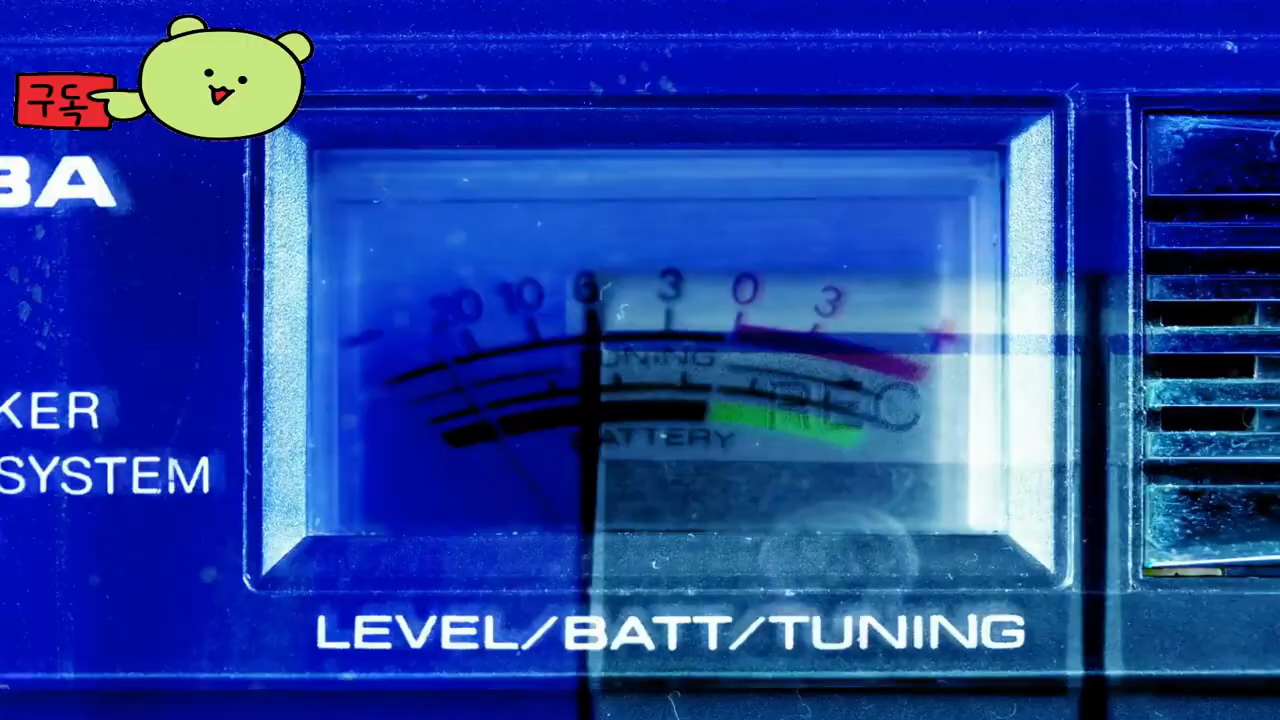 구독
BA
20 10 6 3 0 3 +
TUNING
REC
BATTERY
KER
SYSTEM
LEVEL/BATT/TUNING